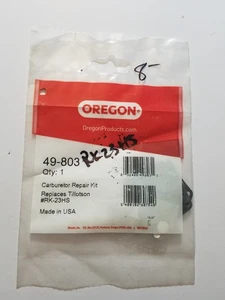 8-
OREGON
OregonProducts.com
RK23HS
49-803
Qty: 1
Carburetor Repair Kit
Replaces Tillotson
#RK-23HS
Made in USA